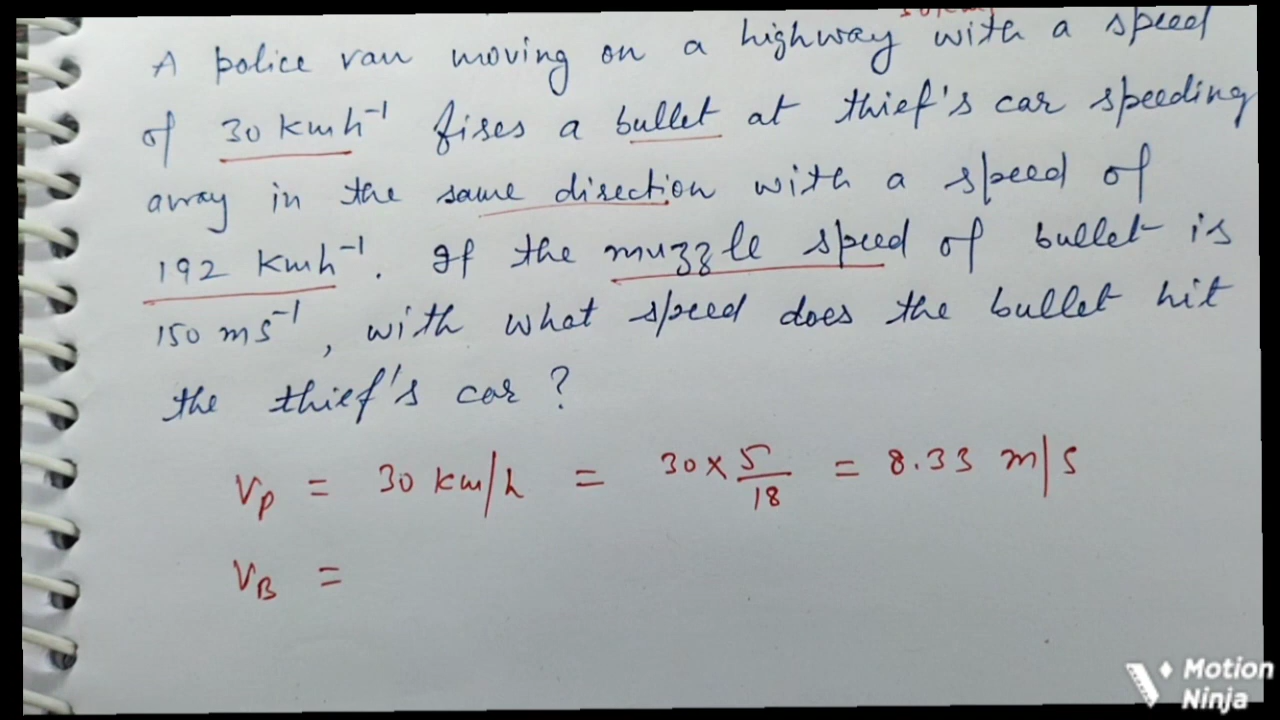 A police van moving on a highway with a speed
of 30 kmh⁻¹ fires a bullet at thief's car speeding
away in the same direction with a speed of
192 kmh⁻¹. If the muzzle speed of bullet is
150 ms⁻¹, with what speed does the bullet hit
the thief's car ?
Vp = 30 km/h = 30 × 5/18 = 8.33 m/s
VB =
Motion
Ninja